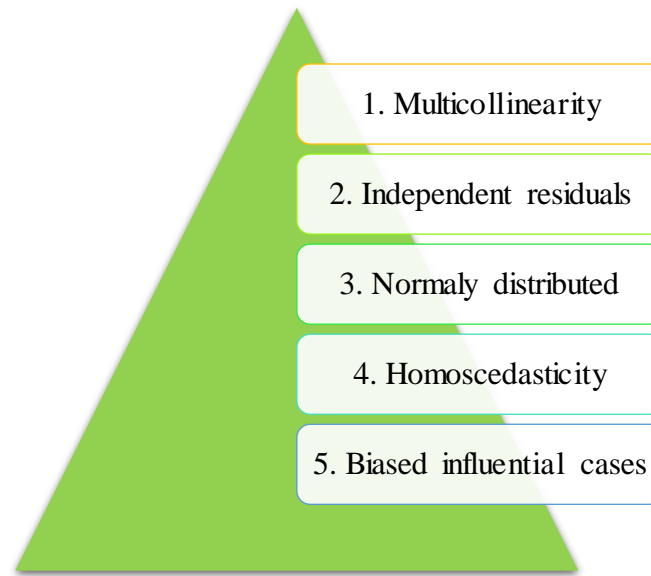 1. Multicollinearity
2. Independent residuals
3. Normaly distributed
4. Homoscedasticity
5. Biased influential cases